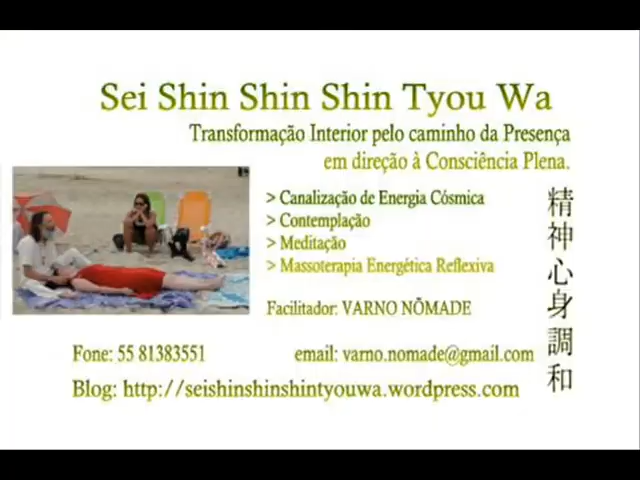 Sei Shin Shin Shin Tyou Wa
Transformação Interior pelo caminho da Presença
em direção à Consciência Plena.
> Canalização de Energia Cósmica
> Contemplação
> Meditação
> Massoterapia Energética Reflexiva
Facilitador: VARNO NÔMADE
精神心身調和
Fone: 55 81383551
email: varno.nomade@gmail.com
Blog: http://seishinshinshintyouwa.wordpress.com